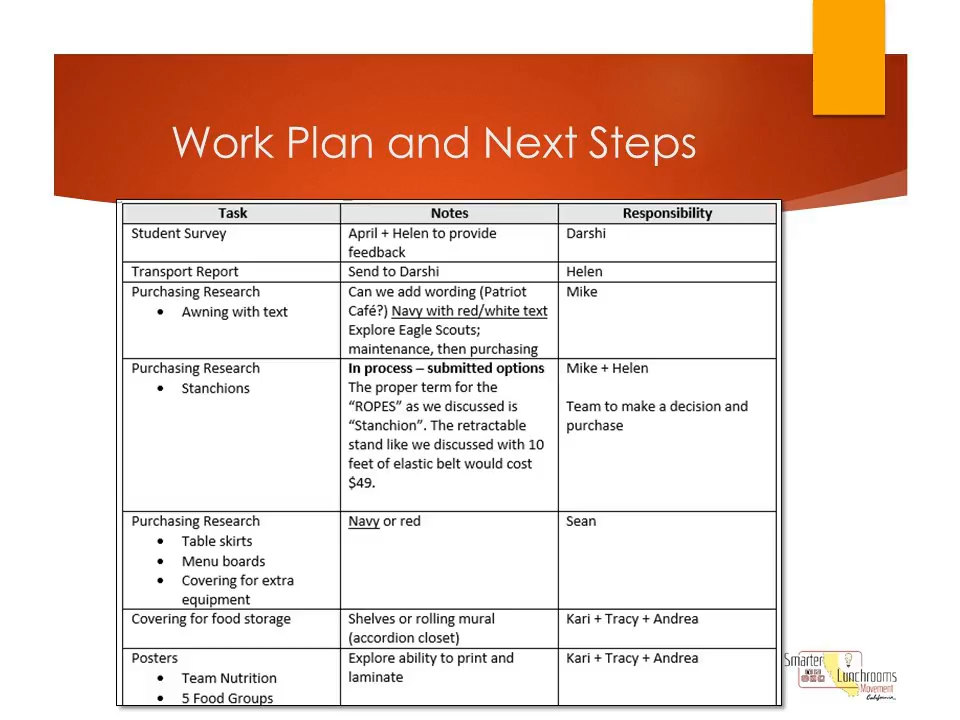 Work Plan and Next Steps
Task Notes Responsibility
Student Survey April + Helen to provide Darshi
feedback
Transport Report Send to Darshi Helen
Purchasing Research Can we add wording (Patriot Mike
• Awning with text Café?) Navy with red/white text
Explore Eagle Scouts;
maintenance, then purchasing
Purchasing Research In process – submitted options Mike + Helen
• Stanchions The proper term for the
“ROPES” as we discussed is Team to make a decision and
“Stanchion”. The retractable purchase
stand like we discussed with 10
feet of elastic belt would cost
$49.
Purchasing Research Navy or red Sean
• Table skirts
• Menu boards
• Covering for extra
equipment
Covering for food storage Shelves or rolling mural Kari + Tracy + Andrea
(accordion closet)
Posters Explore ability to print and Kari + Tracy + Andrea
• Team Nutrition laminate
• 5 Food Groups
Smarter
Lunchrooms
Movement
California